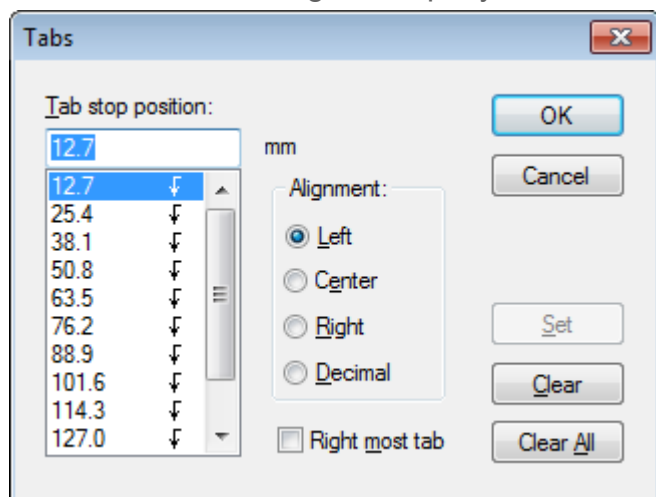 Tabs
Tab stop position:
12.7
mm
12.7
25.4
38.1
50.8
63.5
76.2
88.9
101.6
114.3
127.0
Alignment:
Left
Center
Right
Decimal
Right most tab
OK
Cancel
Set
Clear
Clear All